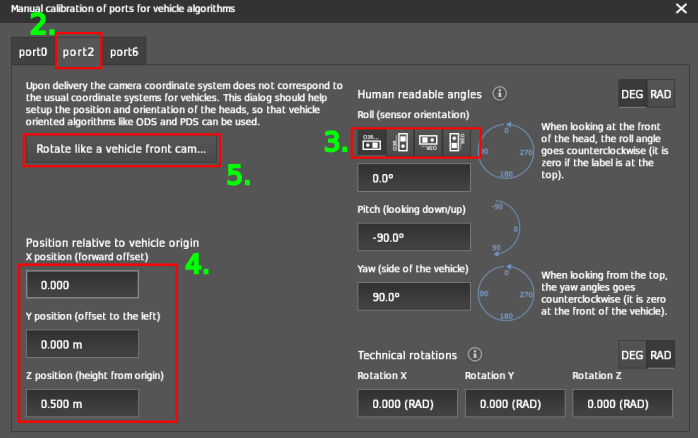 Manual calibration of ports for vehicle algorithms
2.
port0 port2 port6
Upon delivery the camera coordinate system does not correspond to
the usual coordinate systems for vehicles. This dialog should help
setup the position and orientation of the heads, so that vehicle
oriented algorithms like ODS and PDS can be used.
Rotate like a vehicle front cam...
5.
Position relative to vehicle origin
X position (forward offset)
4.
0.000
Y position (offset to the left)
0.000 m
Z position (height from origin)
0.500 m
Human readable angles
DEG RAD
Roll (sensor orientation)
3.
0.0º
0
90
270
180
When looking at the front
of the head, the roll angle
goes counterclockwise (it is
zero if the label is at the
top).
Pitch (looking down/up)
-90.0º
-90
0
90
Yaw (side of the vehicle)
90.0º
0
90
270
180
When looking from the top,
the yaw angles goes
counterclockwise (it is zero
at the front of the vehicle).
Technical rotations
DEG RAD
Rotation X Rotation Y Rotation Z
0.000 (RAD) 0.000 (RAD) 0.000 (RAD)